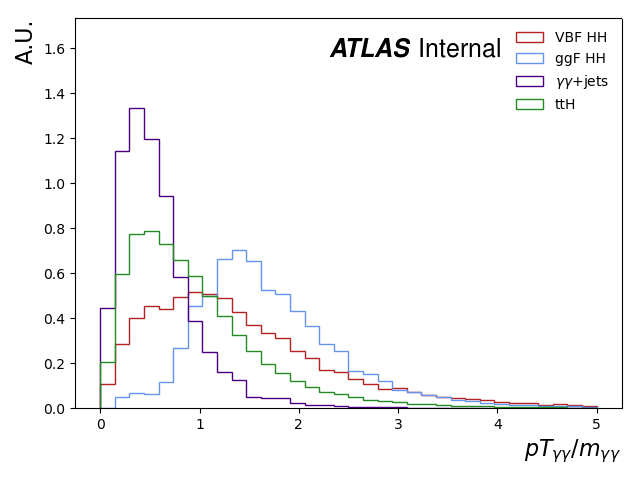 A.U.
ATLAS Internal
VBF HH
ggF HH
γγ+jets
ttH
1.6
1.4
1.2
1.0
0.8
0.6
0.4
0.2
0.0
0 1 2 3 4 5
pTγγ/mγγ